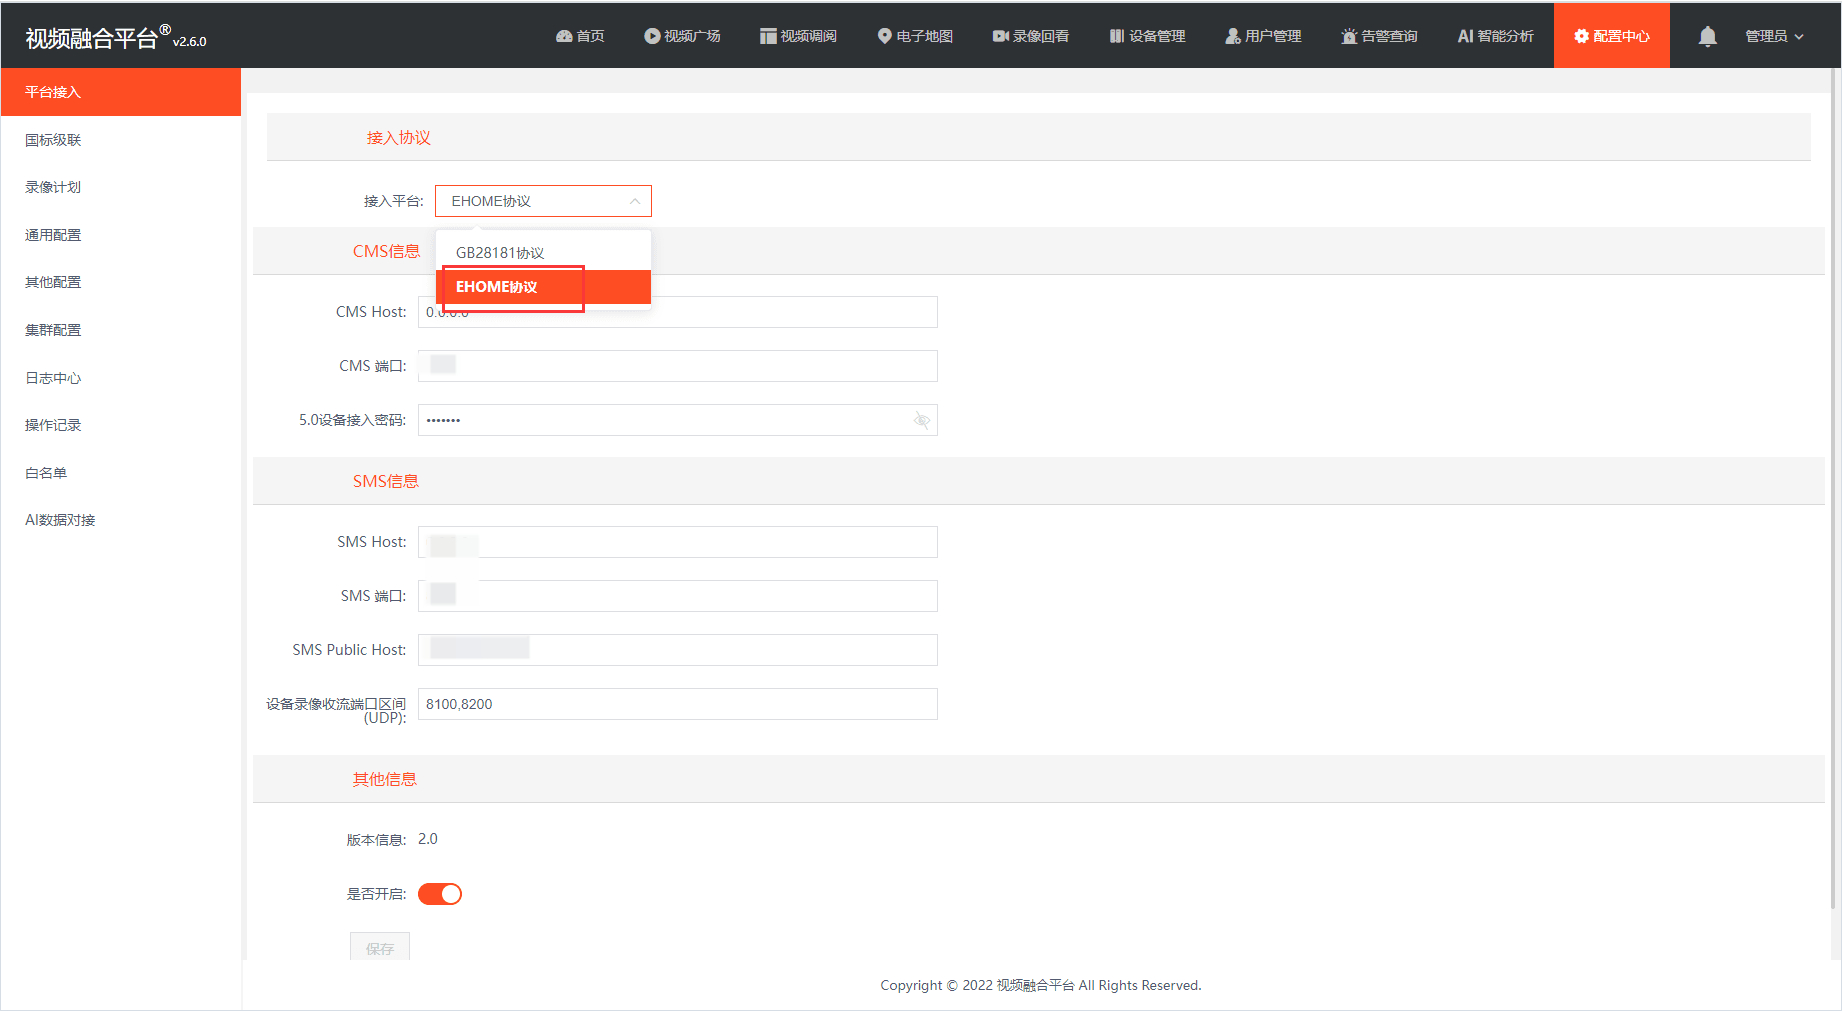 视频融合平台® v2.6.0
首页
视频广场
视频调阅
电子地图
录像回看
设备管理
用户管理
告警查询
AI 智能分析
配置中心
管理员
平台接入
国标级联
录像计划
通用配置
其他配置
集群配置
日志中心
操作记录
白名单
AI数据对接
接入协议
接入平台: EHOME协议
GB28181协议
EHOME协议
CMS信息
CMS Host: 0.0.0.0
CMS 端口:
5.0设备接入密码: •••••••
SMS信息
SMS Host:
SMS 端口:
SMS Public Host:
设备录像收流端口区间
(UDP):
8100,8200
其他信息
版本信息: 2.0
是否开启:
保存
Copyright © 2022 视频融合平台 All Rights Reserved.